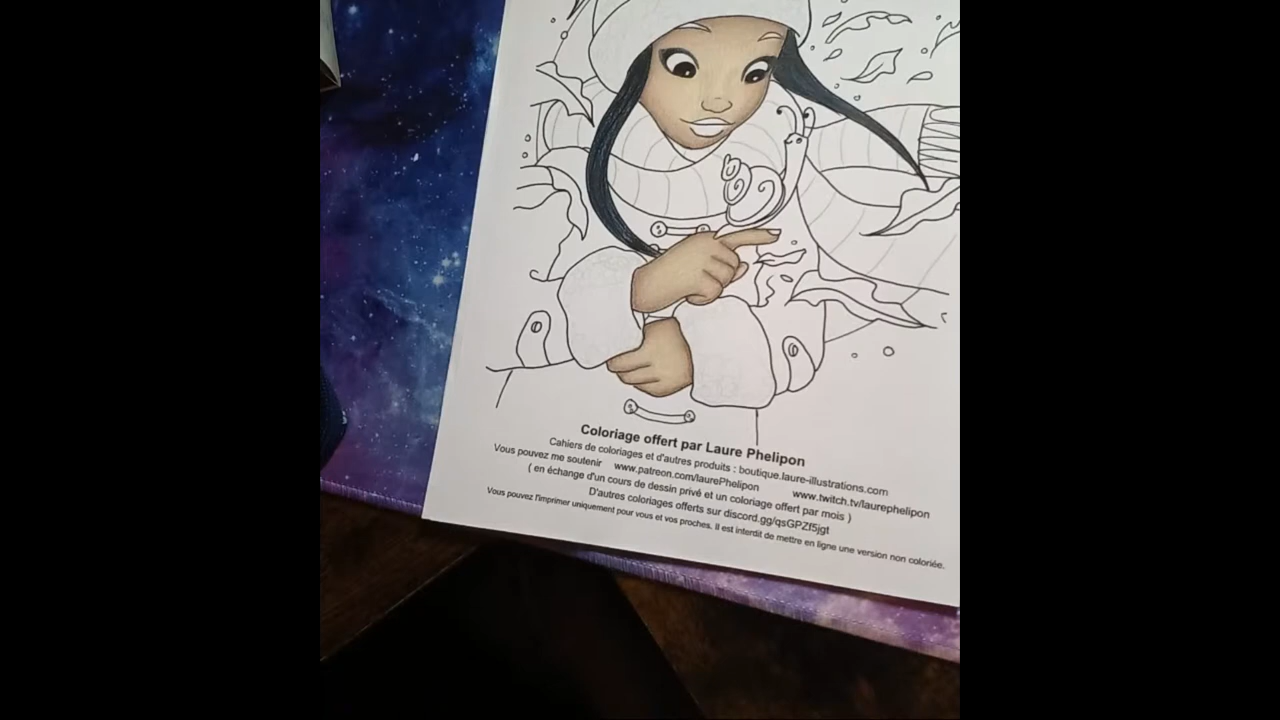 Coloriage offert par Laure Phelipon
Cahiers de coloriages et d'autres produits : boutique.laure-illustrations.com
Vous pouvez me soutenir www.patreon.com/laurePhelipon www.twitch.tv/laurephelipon
( en échange d'un cours de dessin privé et un coloriage offert par mois )
D'autres coloriages offerts sur discord.gg/qsGPZf5jgt
Vous pouvez l'imprimer uniquement pour vous et vos proches. Il est interdit de mettre en ligne une version non coloriée.